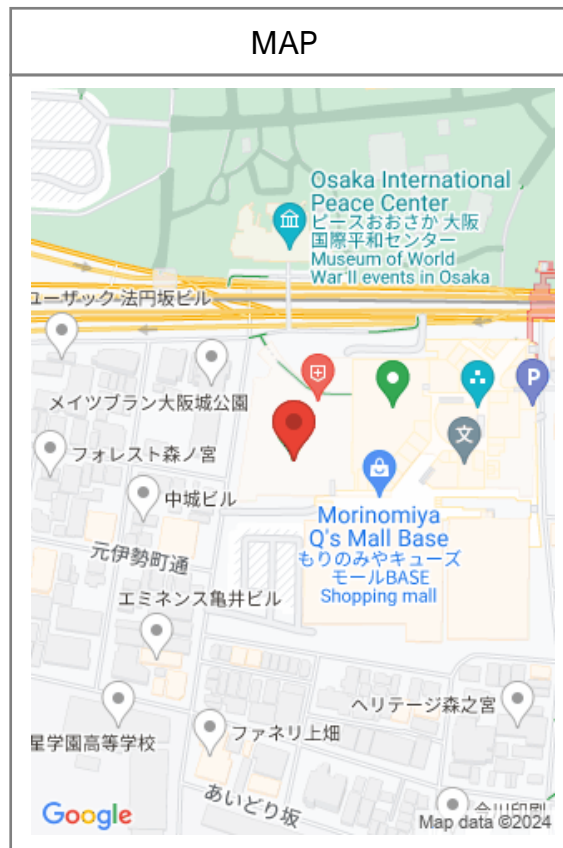 MAP
Osaka International
Peace Center
ピースおおさか 大阪
国際平和センター
Museum of World
War II events in Osaka
ユーザック 法円坂ビル
P
メイツブラン大阪城公園
文
フォレスト森ノ宮
中城ビル
Morinomiya
Q's Mall Base
もりのみやキューズ
モールBASE
Shopping mall
元伊勢町通
エミネンス亀井ビル
ヘリテージ森之宮
星学園高等学校
ファネリ上畑
あいどり坂
Google
Map data ©2024